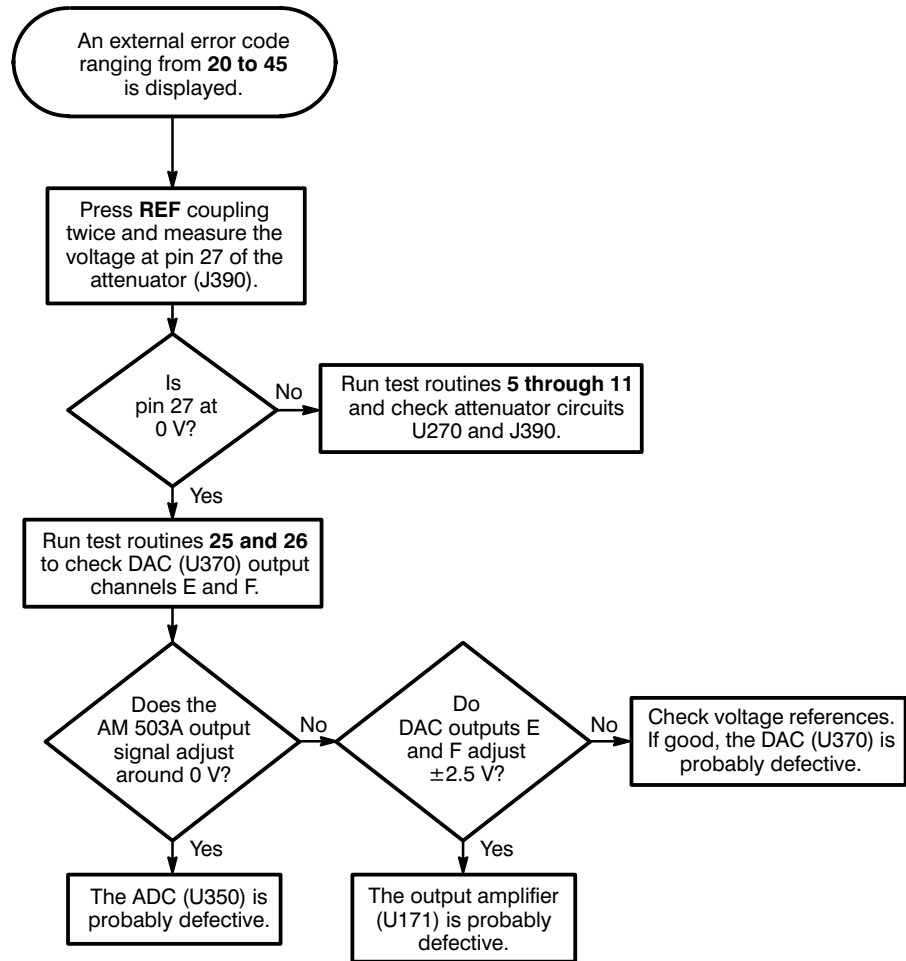 An external error code
ranging from 20 to 45
is displayed.
Press REF coupling
twice and measure the
voltage at pin 27 of the
attenuator (J390).
Is
pin 27 at
0 V?
No
Run test routines 5 through 11
and check attenuator circuits
U270 and J390.
Yes
Run test routines 25 and 26
to check DAC (U370) output
channels E and F.
Does the
AM 503A output
signal adjust
around 0 V?
No
Do
DAC outputs E
and F adjust
±2.5 V?
No
Check voltage references.
If good, the DAC (U370) is
probably defective.
Yes
The ADC (U350) is
probably defective.
Yes
The output amplifier
(U171) is probably
defective.